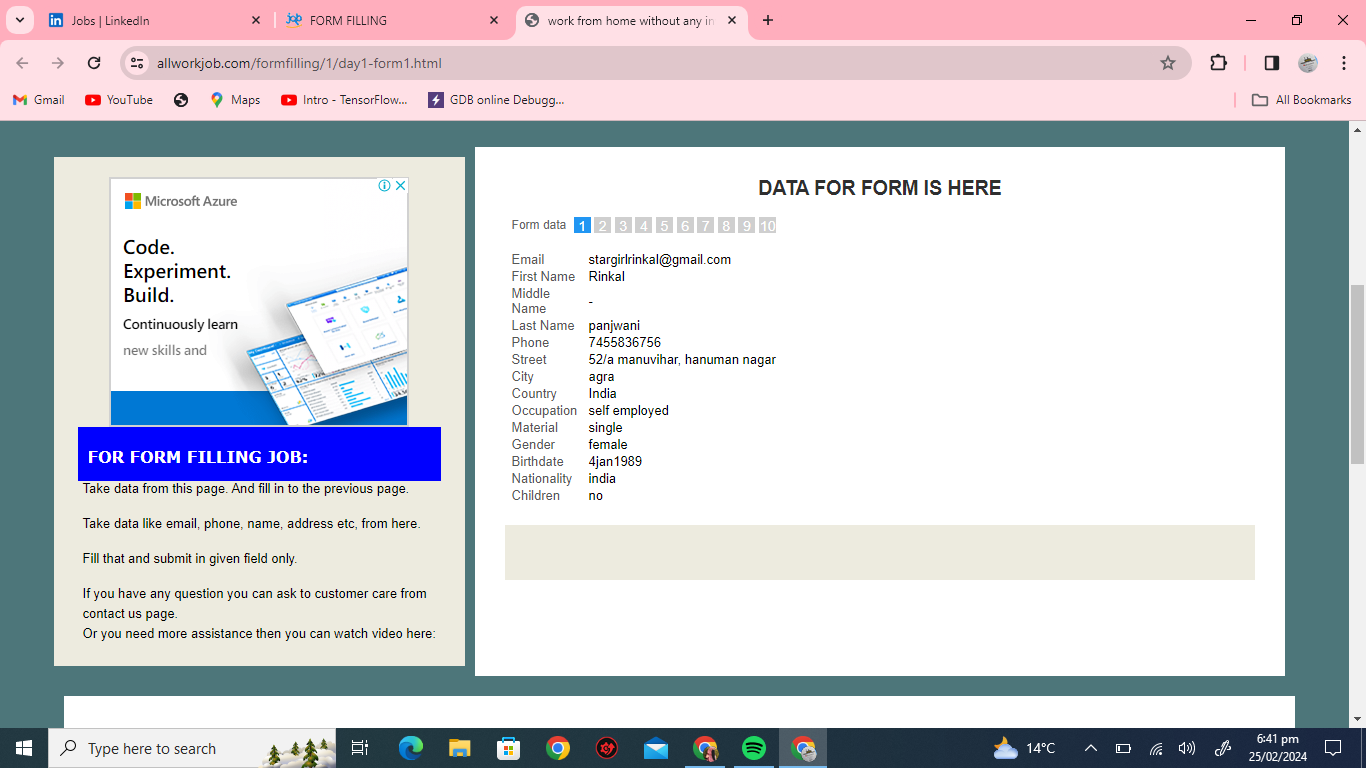 Jobs | LinkedIn
FORM FILLING
work from home without any in
allworkjob.com/formfilling/1/day1-form1.html
Gmail
YouTube
Maps
Intro - TensorFlow...
GDB online Debugg...
All Bookmarks
Microsoft Azure
Code.
Experiment.
Build.
Continuously learn
new skills and
FOR FORM FILLING JOB:
Take data from this page. And fill in to the previous page.
Take data like email, phone, name, address etc, from here.
Fill that and submit in given field only.
If you have any question you can ask to customer care from
contact us page.
Or you need more assistance then you can watch video here:
DATA FOR FORM IS HERE
Form data 1 2 3 4 5 6 7 8 9 10
Email stargirlrinkal@gmail.com
First Name Rinkal
Middle
Name -
Last Name panjwani
Phone 7455836756
Street 52/a manuvihar, hanuman nagar
City agra
Country India
Occupation self employed
Material single
Gender female
Birthdate 4jan1989
Nationality india
Children no
Type here to search
14°C
6:41 pm
25/02/2024